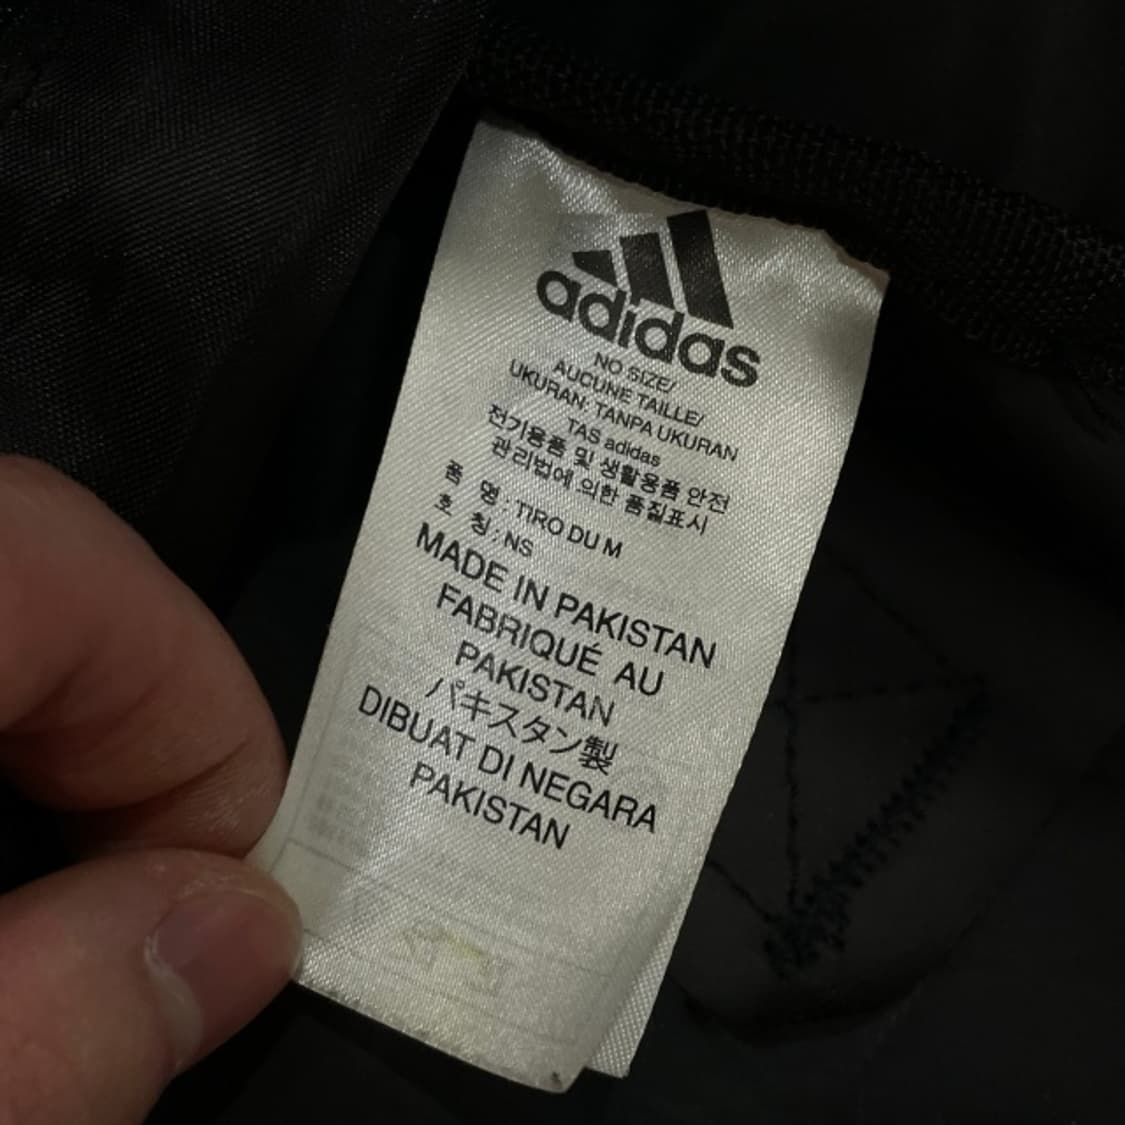 adidas
NO SIZE/
AUCUNE TAILLE/
UKURAN: TANPA UKURAN
TAS adidas
전기용품 및 생활용품 안전
관리법에 의한 품질표시
품 명 : TIRO DU M
호 칭 : NS
MADE IN PAKISTAN
FABRIQUÉ AU
PAKISTAN
パキスタン製
DIBUAT DI NEGARA
PAKISTAN